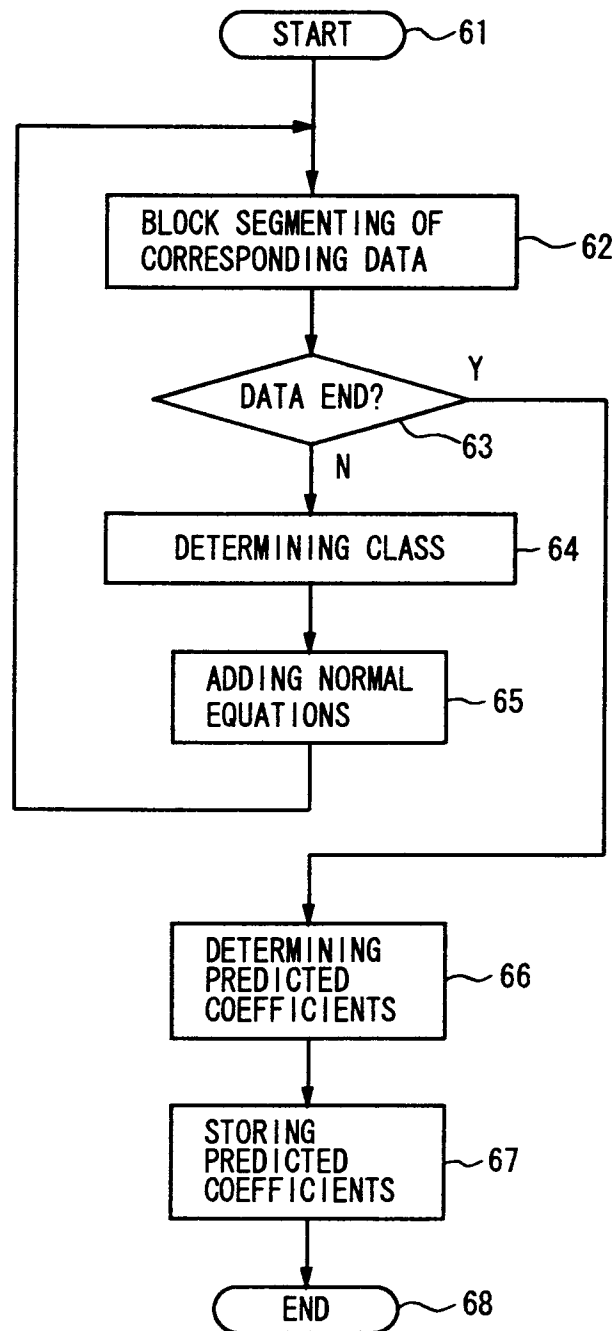 START
61
BLOCK SEGMENTING OF
CORRESPONDING DATA
62
DATA END?
Y
63
N
DETERMINING CLASS
64
ADDING NORMAL
EQUATIONS
65
DETERMINING
PREDICTED
COEFFICIENTS
66
STORING
PREDICTED
COEFFICIENTS
67
END
68